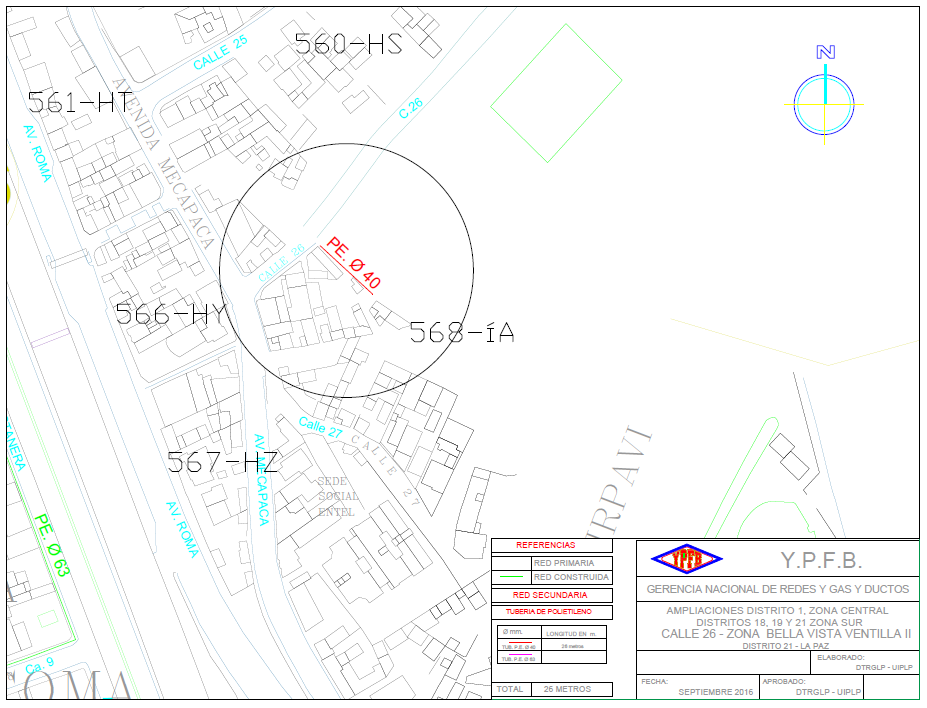 560-HS
CALLE 25
N
561-HT
AVENIDA MECAPACA
C.26
AV. ROMA
CALLE 26
PE. Ø 40
566-HY
568-íA
Calle 27
CALLE 27
567-HZ
AV. MECAPACA
SEDE
SOCIAL
ENTEL
TANERA
AV. ROMA
IRPAVI
PE. Ø 63
Ca. 9
OMA
REFERENCIAS
RED PRIMARIA
RED CONSTRUIDA
RED SECUNDARIA
TUBERIA DE POLIETILENO
Ø mm. LONGITUD EN m.
TUB. P.E. Ø 40 26 metros
TUB. P.E. Ø 63
TOTAL 26 METROS
YPFB
Y.P.F.B.
GERENCIA NACIONAL DE REDES Y GAS Y DUCTOS
AMPLIACIONES DISTRITO 1, ZONA CENTRAL
DISTRITOS 18, 19 Y 21 ZONA SUR
CALLE 26 - ZONA BELLA VISTA VENTILLA II
DISTRITO 21 - LA PAZ
ELABORADO:
DTRGLP - UIPLP
FECHA:
SEPTIEMBRE 2016
APROBADO:
DTRGLP - UIPLP